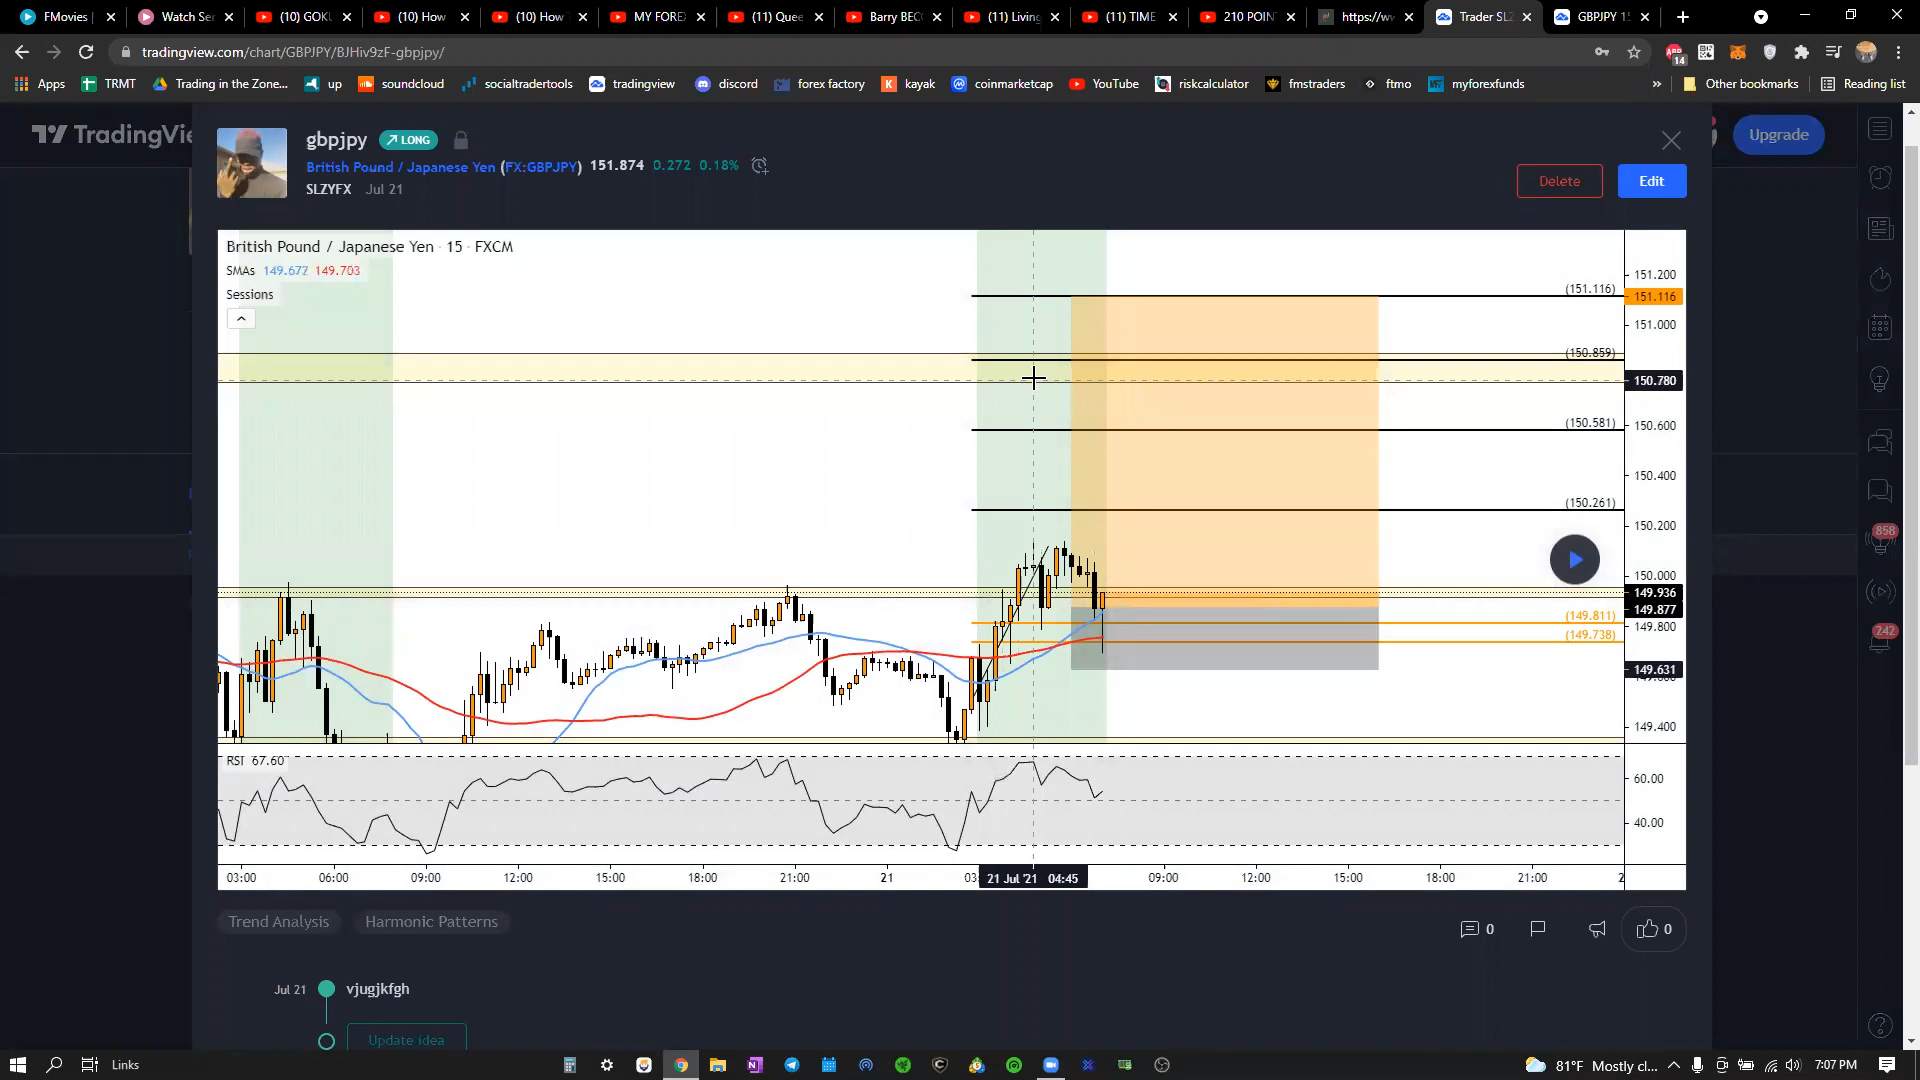 FMovies
Watch Se
(10) GOKU
(10) How
(10) How
MY FORE
(11) Quee
Barry BEC
(11) Living
(11) TIME
210 POIN
https://w
Trader SLZ
GBPJPY 15
tradingview.com/chart/GBPJPY/BJHiv9zF-gbpjpy/
14
Apps
TRMT
Trading in the Zone...
up
soundcloud
socialtradertools
tradingview
discord
forex factory
kayak
coinmarketcap
YouTube
riskcalculator
fmstraders
ftmo
myforexfunds
»
Other bookmarks
Reading list
TradingVie
Upgrade
gbpjpy
LONG
British Pound / Japanese Yen (FX:GBPJPY) 151.874 0.272 0.18%
SLZYFX Jul 21
Delete
Edit
British Pound / Japanese Yen · 15 · FXCM
SMAs 149.672 149.703
Sessions
(151.116)
(150.859)
(150.581)
(150.261)
(149.811)
(149.738)
151.200
151.116
151.000
150.780
150.600
150.400
150.200
150.000
149.936
149.877
149.800
149.631
149.400
RSI 67.60
60.00
40.00
03:00
06:00
09:00
12:00
15:00
18:00
21:00
21
21 Jul '21 04:45
09:00
12:00
15:00
18:00
21:00
858
242
Trend Analysis
Harmonic Patterns
0
0
Jul 21
vjugjkfgh
Update idea
Links
81°F Mostly cl...
7:07 PM